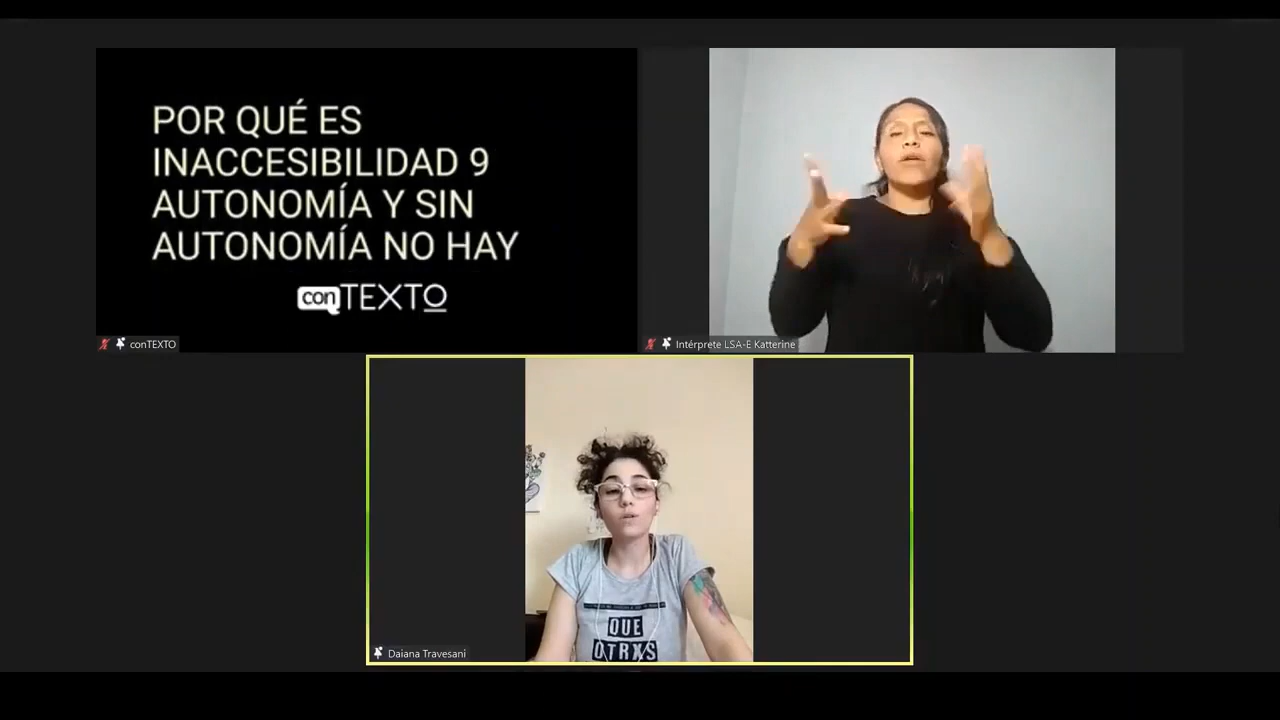 POR QUÉ ES
INACCESIBILIDAD 9
AUTONOMÍA Y SIN
AUTONOMÍA NO HAY
conTEXTO
conTEXTO
Intérprete LSA-E Katterine
Daiana Travesani
QUE
OTRXS